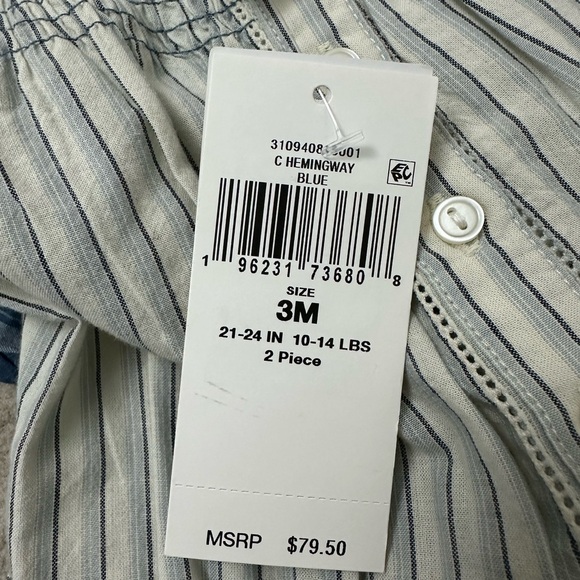 C HEMINGWAY
BLUE
1 96231 73680 8
SIZE
3M
21-24 IN 10-14 LBS
2 Piece
MSRP $79.50